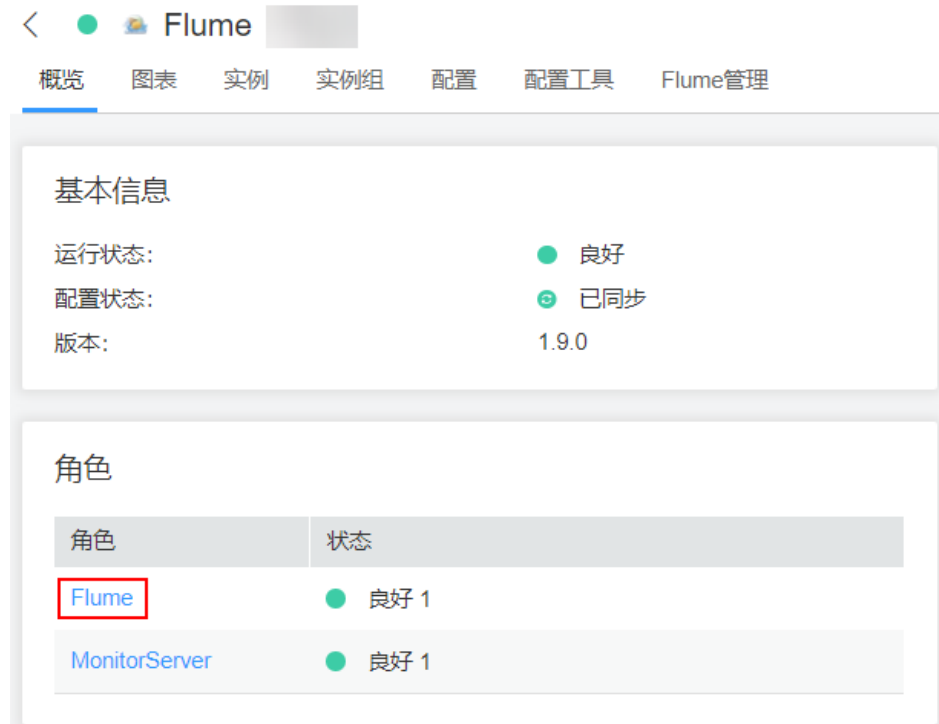 Flume
概览 图表 实例 实例组 配置 配置工具 Flume管理
基本信息
运行状态: 良好
配置状态: 已同步
版本: 1.9.0
角色
角色 状态
Flume 良好 1
MonitorServer 良好 1